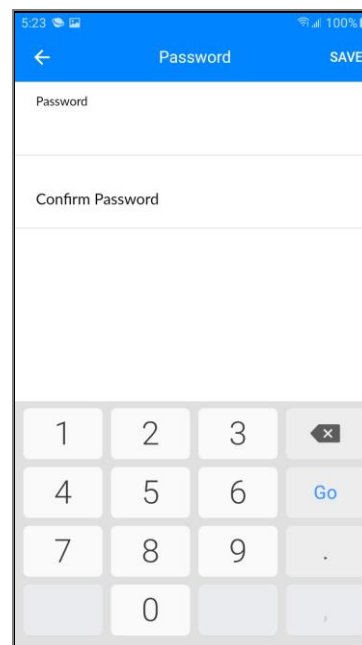 5:23 100%
Password SAVE
Password
Confirm Password
1 2 3
4 5 6 Go
7 8 9 .
0 ,